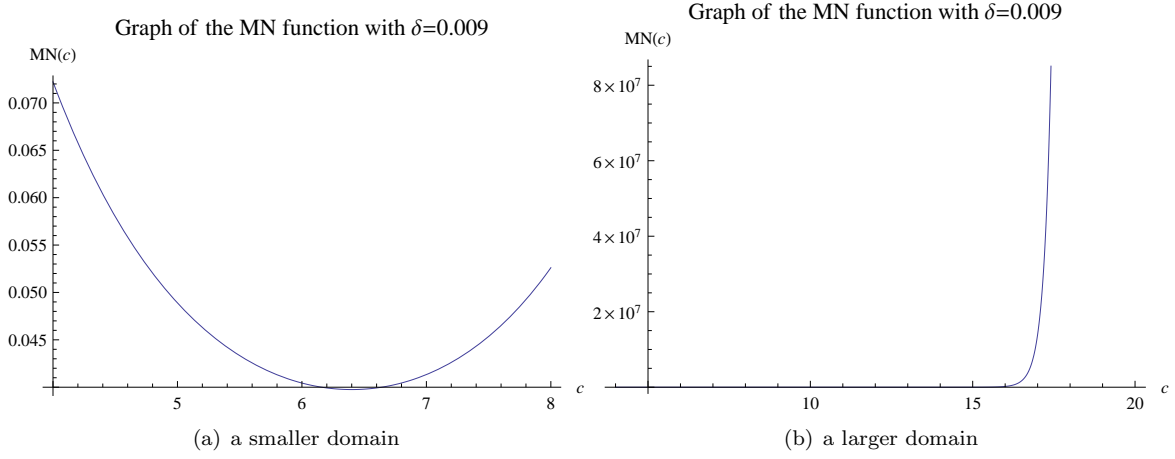 Graph of the MN function with δ=0.009
MN(c)
0.070
0.065
0.060
0.055
0.050
0.045
5
6
7
8
c
(a) a smaller domain
Graph of the MN function with δ=0.009
MN(c)
8×10⁷
6×10⁷
4×10⁷
2×10⁷
10
15
20
c
(b) a larger domain